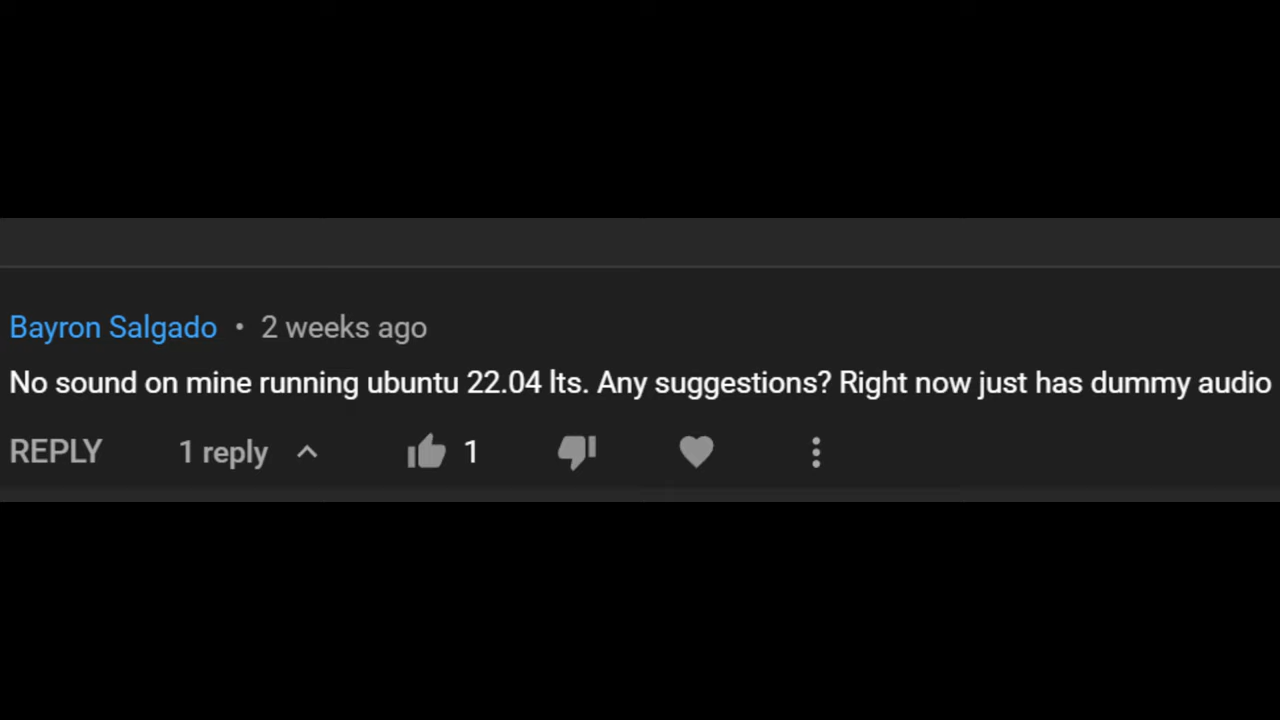 Bayron Salgado • 2 weeks ago
No sound on mine running ubuntu 22.04 lts. Any suggestions? Right now just has dummy audio
REPLY 1 reply 1